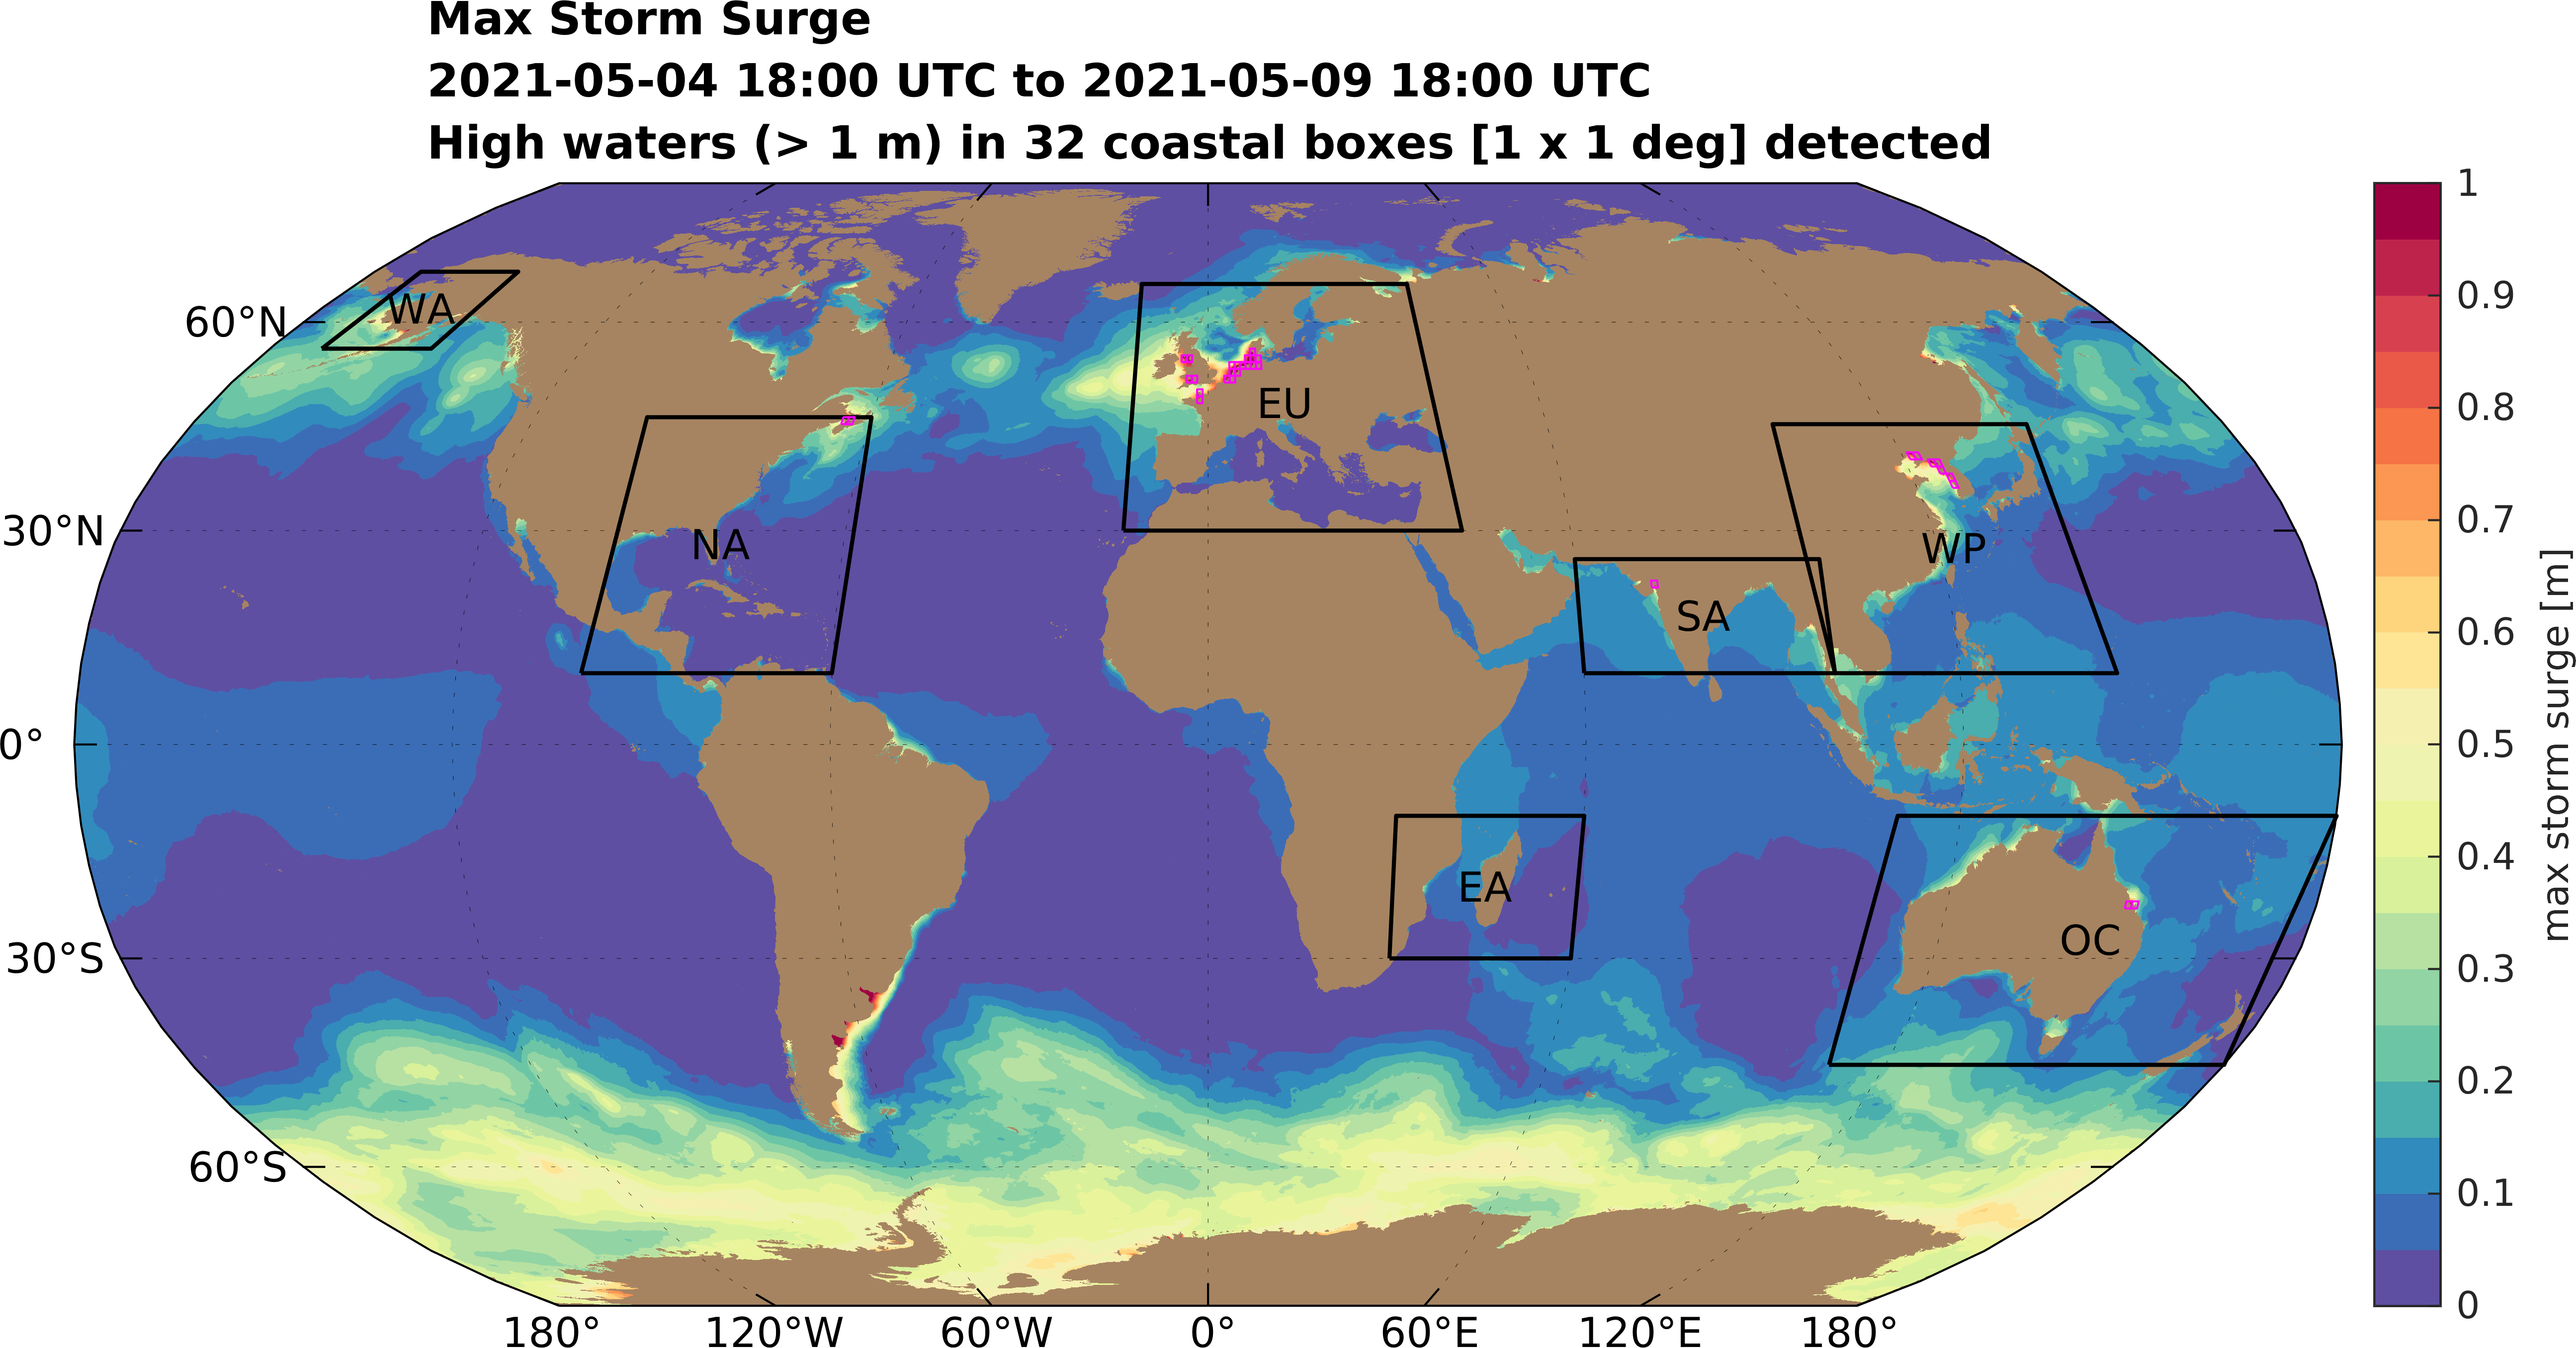 Max Storm Surge
2021-05-04 18:00 UTC to 2021-05-09 18:00 UTC
High waters (> 1 m) in 32 coastal boxes [1 x 1 deg] detected
60°N
30°N
0°
30°S
60°S
180°
120°W
60°W
0°
60°E
120°E
180°
WA
NA
EU
SA
WP
EA
OC
1
0.9
0.8
0.7
0.6
0.5
0.4
0.3
0.2
0.1
0
max storm surge [m]